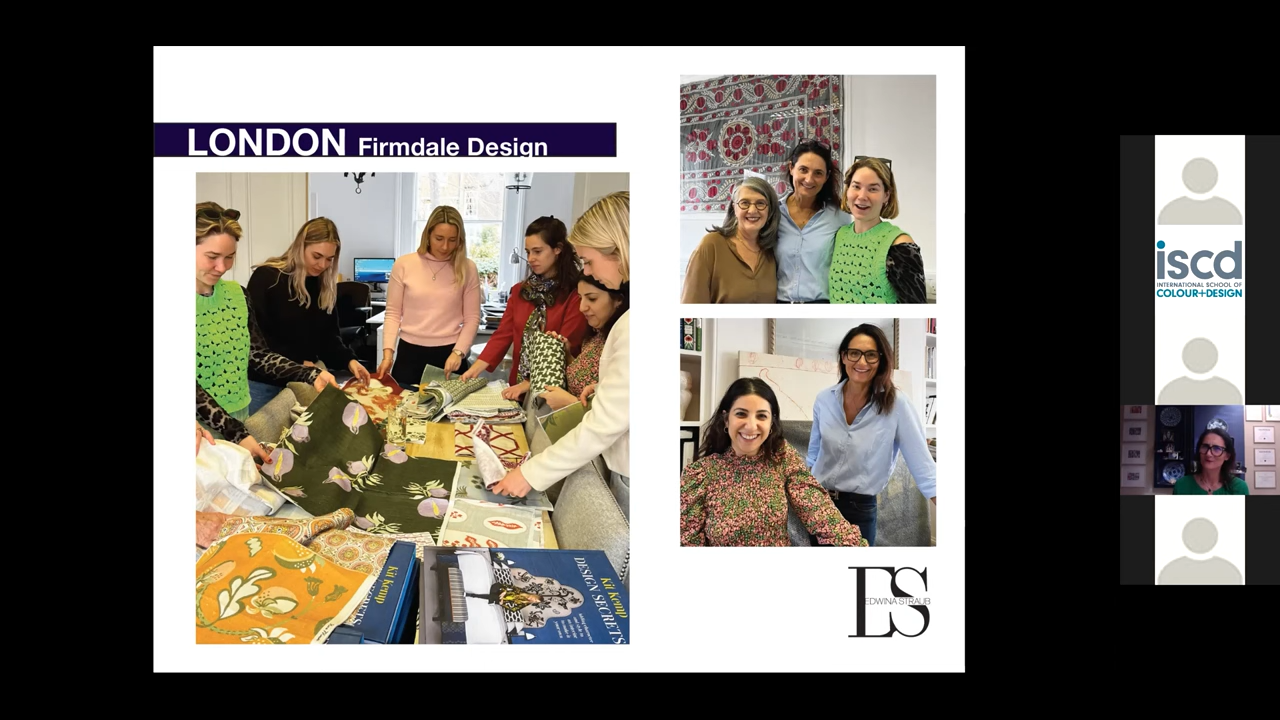 LONDON Firmdale Design
Kit Kemp
Kit Kemp
DESIGN SECRETS
EDWINA STRAUB
ES
iscd
INTERNATIONAL SCHOOL OF
COLOUR+DESIGN